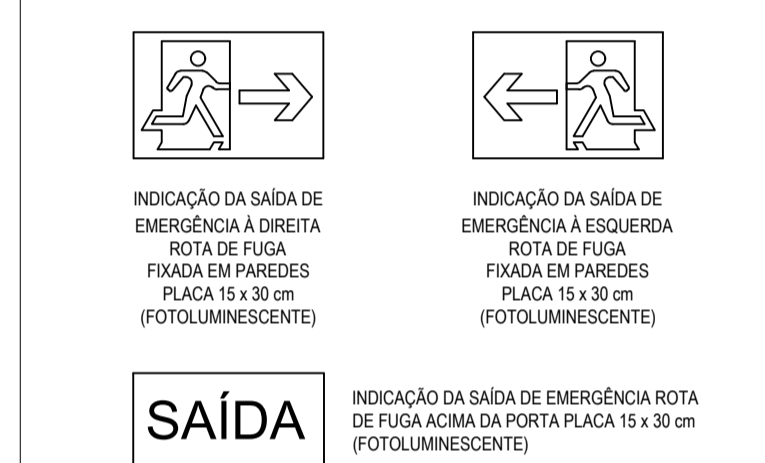 INDICAÇÃO DA SAÍDA DE
EMERGÊNCIA À DIREITA
ROTA DE FUGA
FIXADA EM PAREDES
PLACA 15 x 30 cm
(FOTOLUMINESCENTE)
INDICAÇÃO DA SAÍDA DE
EMERGÊNCIA À ESQUERDA
ROTA DE FUGA
FIXADA EM PAREDES
PLACA 15 x 30 cm
(FOTOLUMINESCENTE)
SAÍDA
INDICAÇÃO DA SAÍDA DE EMERGÊNCIA ROTA
DE FUGA ACIMA DA PORTA PLACA 15 x 30 cm
(FOTOLUMINESCENTE)